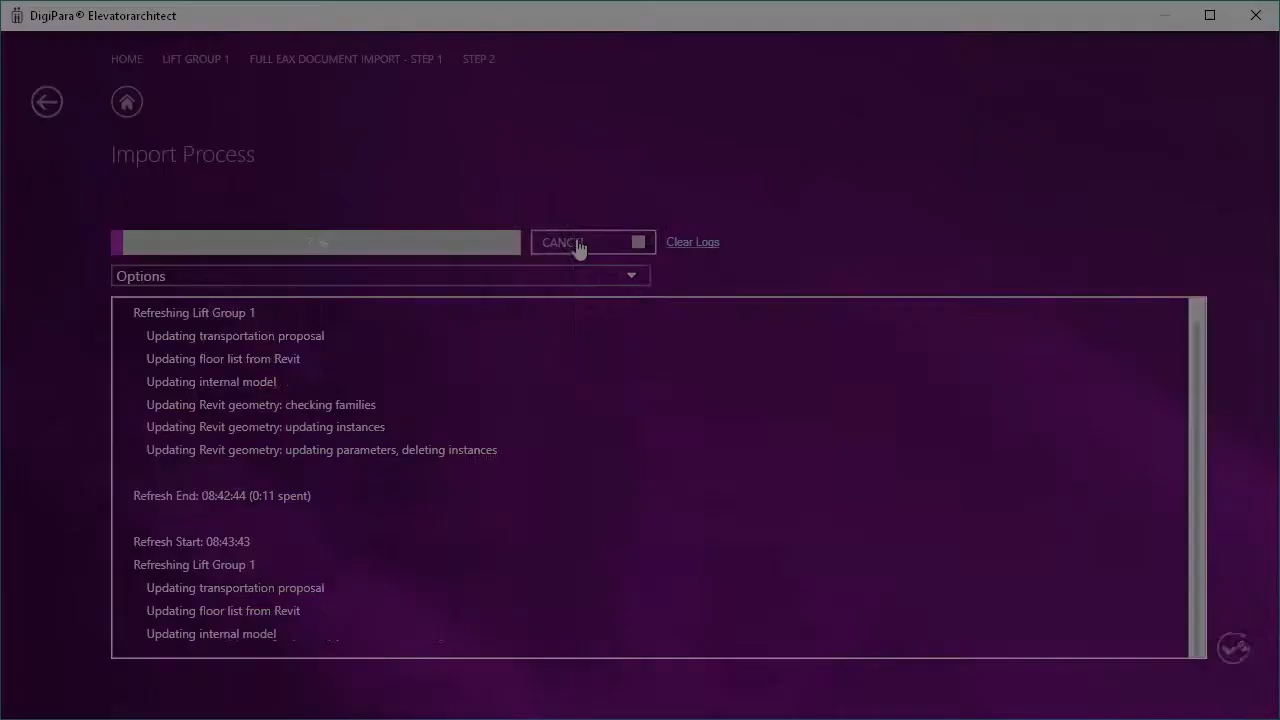 DigiPara® Elevatorarchitect
HOME LIFT GROUP 1 FULL EAX DOCUMENT IMPORT - STEP 1 STEP 2
Import Process
Clear Logs
Options
Refreshing Lift Group 1
Updating transportation proposal
Updating floor list from Revit
Updating internal model
Updating Revit geometry: checking families
Updating Revit geometry: updating instances
Updating Revit geometry: updating parameters, deleting instances
Refresh End: 08:42:44 (0:11 spent)
Refresh Start: 08:43:43
Refreshing Lift Group 1
Updating transportation proposal
Updating floor list from Revit
Updating internal model